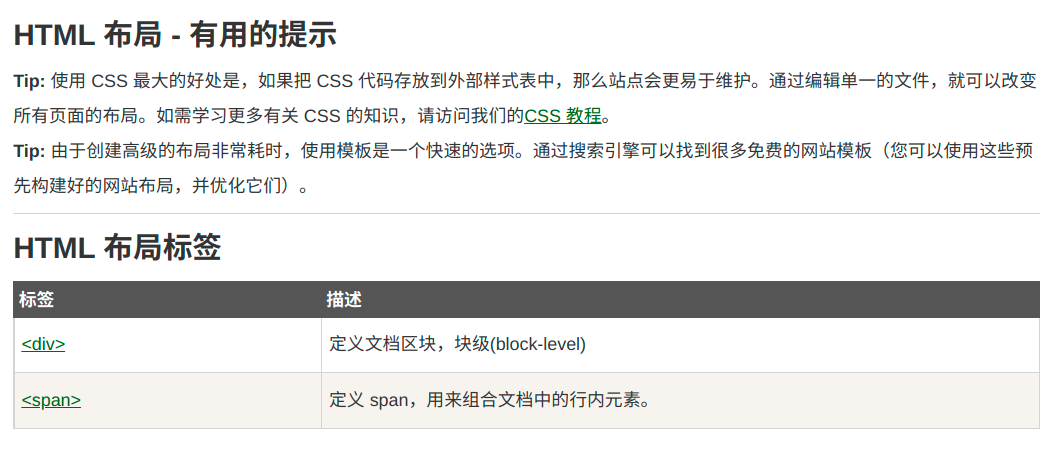 HTML 布局 - 有用的提示
Tip: 使用 CSS 最大的好处是，如果把 CSS 代码存放到外部样式表中，那么站点会更易于维护。通过编辑单一的文件，就可以改变
所有页面的布局。如需学习更多有关 CSS 的知识，请访问我们的CSS 教程。
Tip: 由于创建高级的布局非常耗时，使用模板是一个快速的选项。通过搜索引擎可以找到很多免费的网站模板（您可以使用这些预
先构建好的网站布局，并优化它们）。
HTML 布局标签
标签 描述
<div> 定义文档区块，块级(block-level)
<span> 定义 span，用来组合文档中的行内元素。